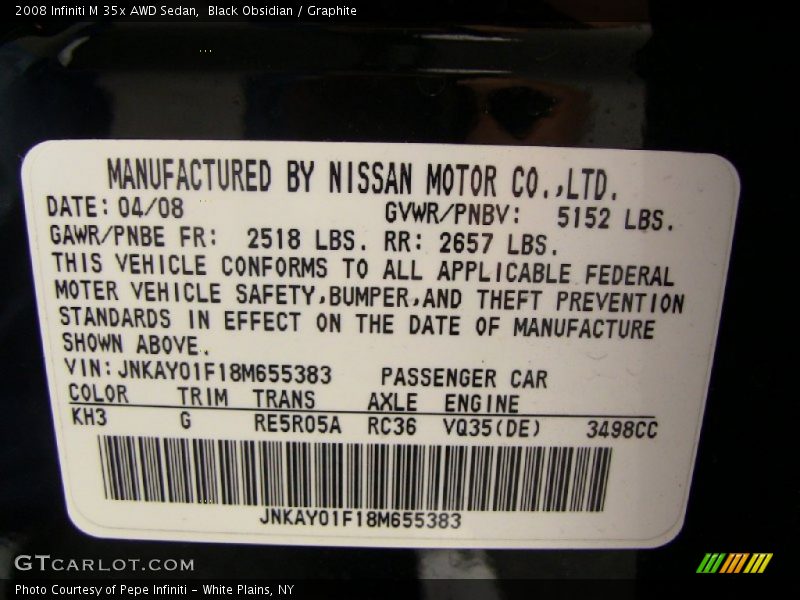 2008 Infiniti M 35x AWD Sedan,  Black Obsidian / Graphite
MANUFACTURED BY NISSAN MOTOR CO.,LTD.
DATE: 04/08 GVWR/PNBV: 5152 LBS.
GAWR/PNBE FR: 2518 LBS. RR: 2657 LBS.
THIS VEHICLE CONFORMS TO ALL APPLICABLE FEDERAL
MOTER VEHICLE SAFETY,BUMPER,AND THEFT PREVENTION
STANDARDS IN EFFECT ON THE DATE OF MANUFACTURE
SHOWN ABOVE.
VIN:JNKAY01F18M655383 PASSENGER CAR
COLOR TRIM TRANS AXLE ENGINE
KH3 G RE5R05A RC36 VQ35(DE) 3498CC
JNKAY01F18M655383
GTCARLOT.COM
Photo Courtesy of Pepe Infiniti - White Plains, NY